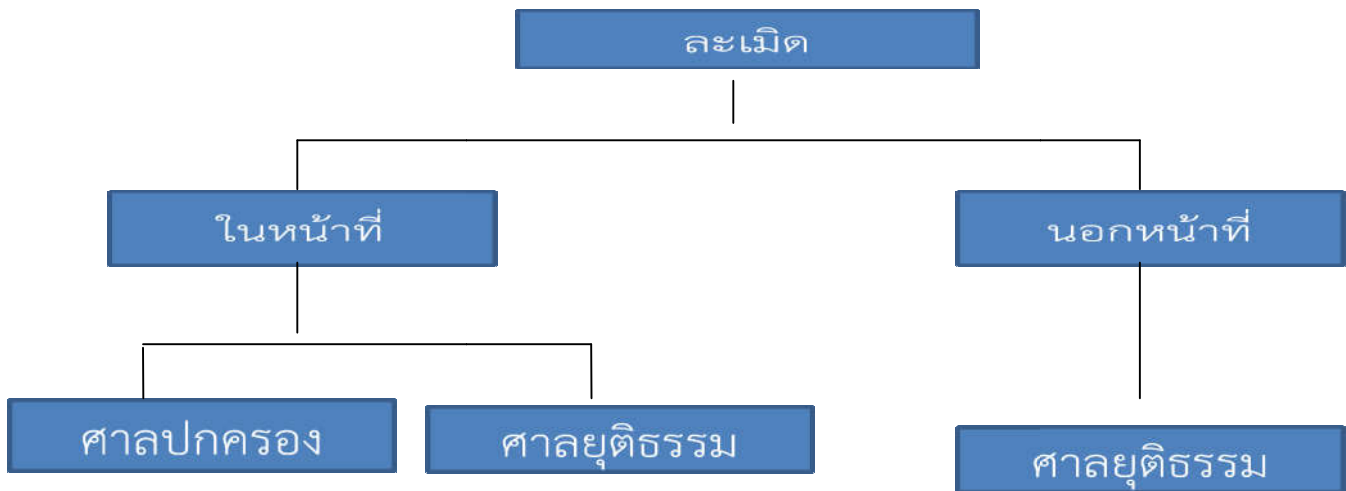 ละเมิด
ในหน้าที่
นอกหน้าที่
ศาลปกครอง
ศาลยุติธรรม
ศาลยุติธรรม